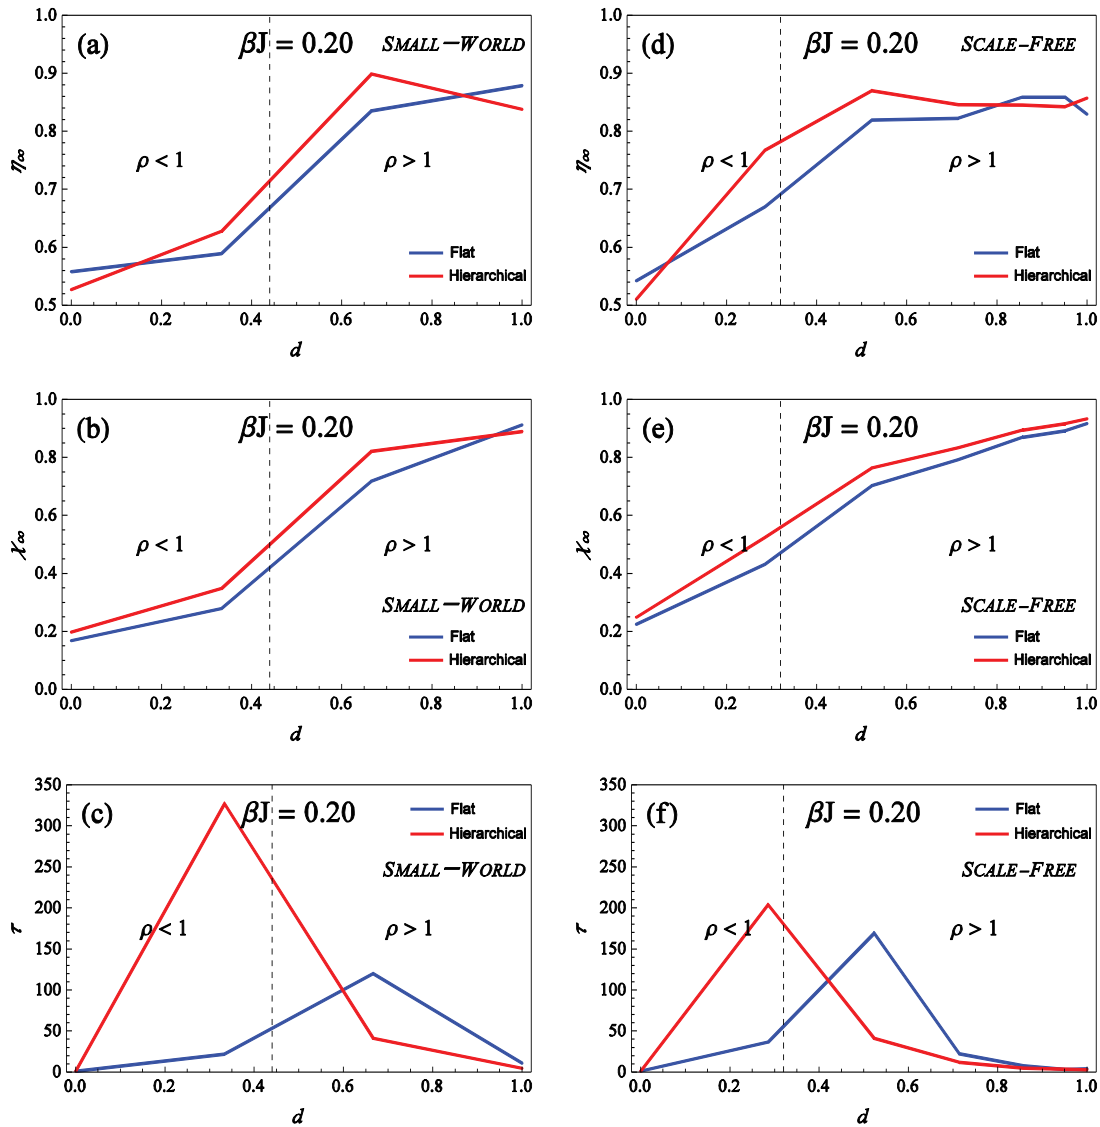 (a) βJ = 0.20 SMALL−WORLD
1.0
0.9
0.8
0.7
0.6
0.5
η∞
ρ < 1 ρ > 1
Flat
Hierarchical
0.0 0.2 0.4 0.6 0.8 1.0
d
(d) βJ = 0.20 SCALE−FREE
1.0
0.9
0.8
0.7
0.6
0.5
η∞
ρ < 1 ρ > 1
Flat
Hierarchical
0.0 0.2 0.4 0.6 0.8 1.0
d
(b) βJ = 0.20
1.0
0.8
0.6
0.4
0.2
0.0
χ∞
ρ < 1 ρ > 1
SMALL−WORLD
Flat
Hierarchical
0.0 0.2 0.4 0.6 0.8 1.0
d
(e) βJ = 0.20
1.0
0.8
0.6
0.4
0.2
0.0
χ∞
ρ < 1 ρ > 1
SCALE−FREE
Flat
Hierarchical
0.0 0.2 0.4 0.6 0.8 1.0
d
(c) βJ = 0.20
Flat
Hierarchical
SMALL−WORLD
350
300
250
200
150
100
50
0
τ
ρ < 1 ρ > 1
0.0 0.2 0.4 0.6 0.8 1.0
d
(f) βJ = 0.20
Flat
Hierarchical
SCALE−FREE
350
300
250
200
150
100
50
0
τ
ρ < 1 ρ > 1
0.0 0.2 0.4 0.6 0.8 1.0
d